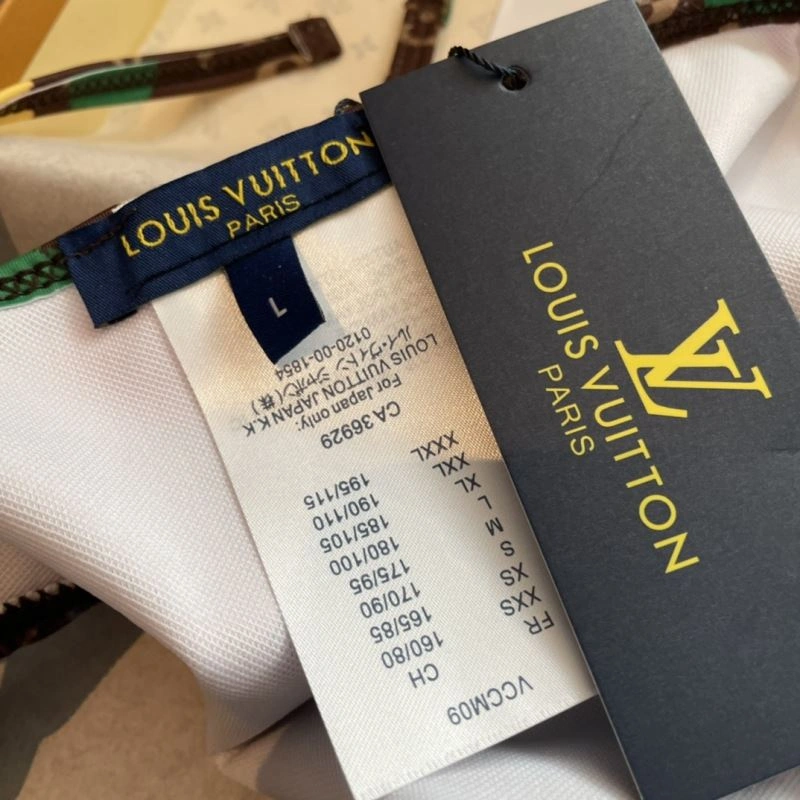 LOUIS VUITTON
PARIS
L
LV
LOUIS VUITTON
PARIS
VCCM09
FR CH
XXS 160/80
XS 165/85
S 170/90
M 175/95
L 180/100
XL 185/105
XXL 190/110
XXXL 195/115
CA 36929
For Japan only:
LOUIS VUITTON JAPAN K.K.
ルイ・ヴィトン ジャパン(株)
0120-00-1854